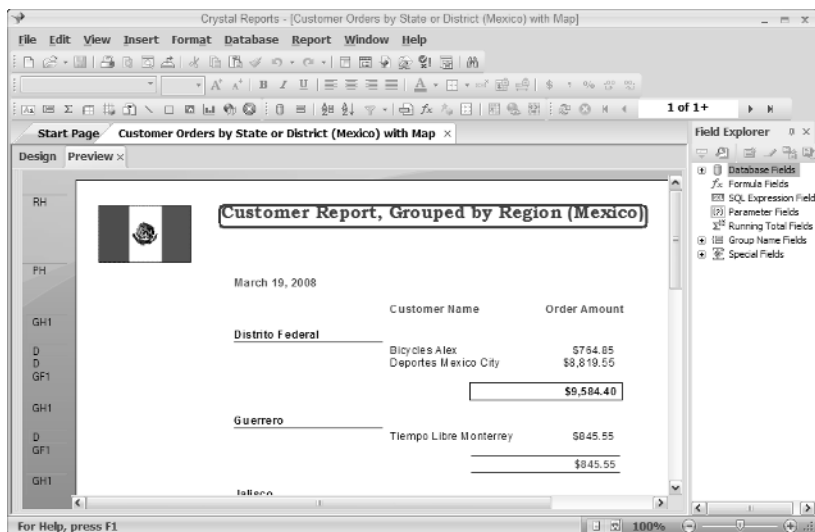 Crystal Reports - [Customer Orders by State or District (Mexico) with Map]
File Edit View Insert Format Database Report Window Help
B I U
1 of 1+
Start Page Customer Orders by State or District (Mexico) with Map ×
Field Explorer
Design Preview ×
Database Fields
Formula Fields
SQL Expression Field
Parameter Fields
Running Total Fields
Group Name Fields
Special Fields
RH
Customer Report, Grouped by Region (Mexico)
PH
March 19, 2008
Customer Name Order Amount
GH1
Distrito Federal
D Bicycles Alex $764.85
D Deportes Mexico City $8,819.55
GF1
$9,584.40
GH1
Guerrero
D Tiempo Libre Monterrey $845.55
GF1
$845.55
GH1
Jalisco
For Help, press F1
100%